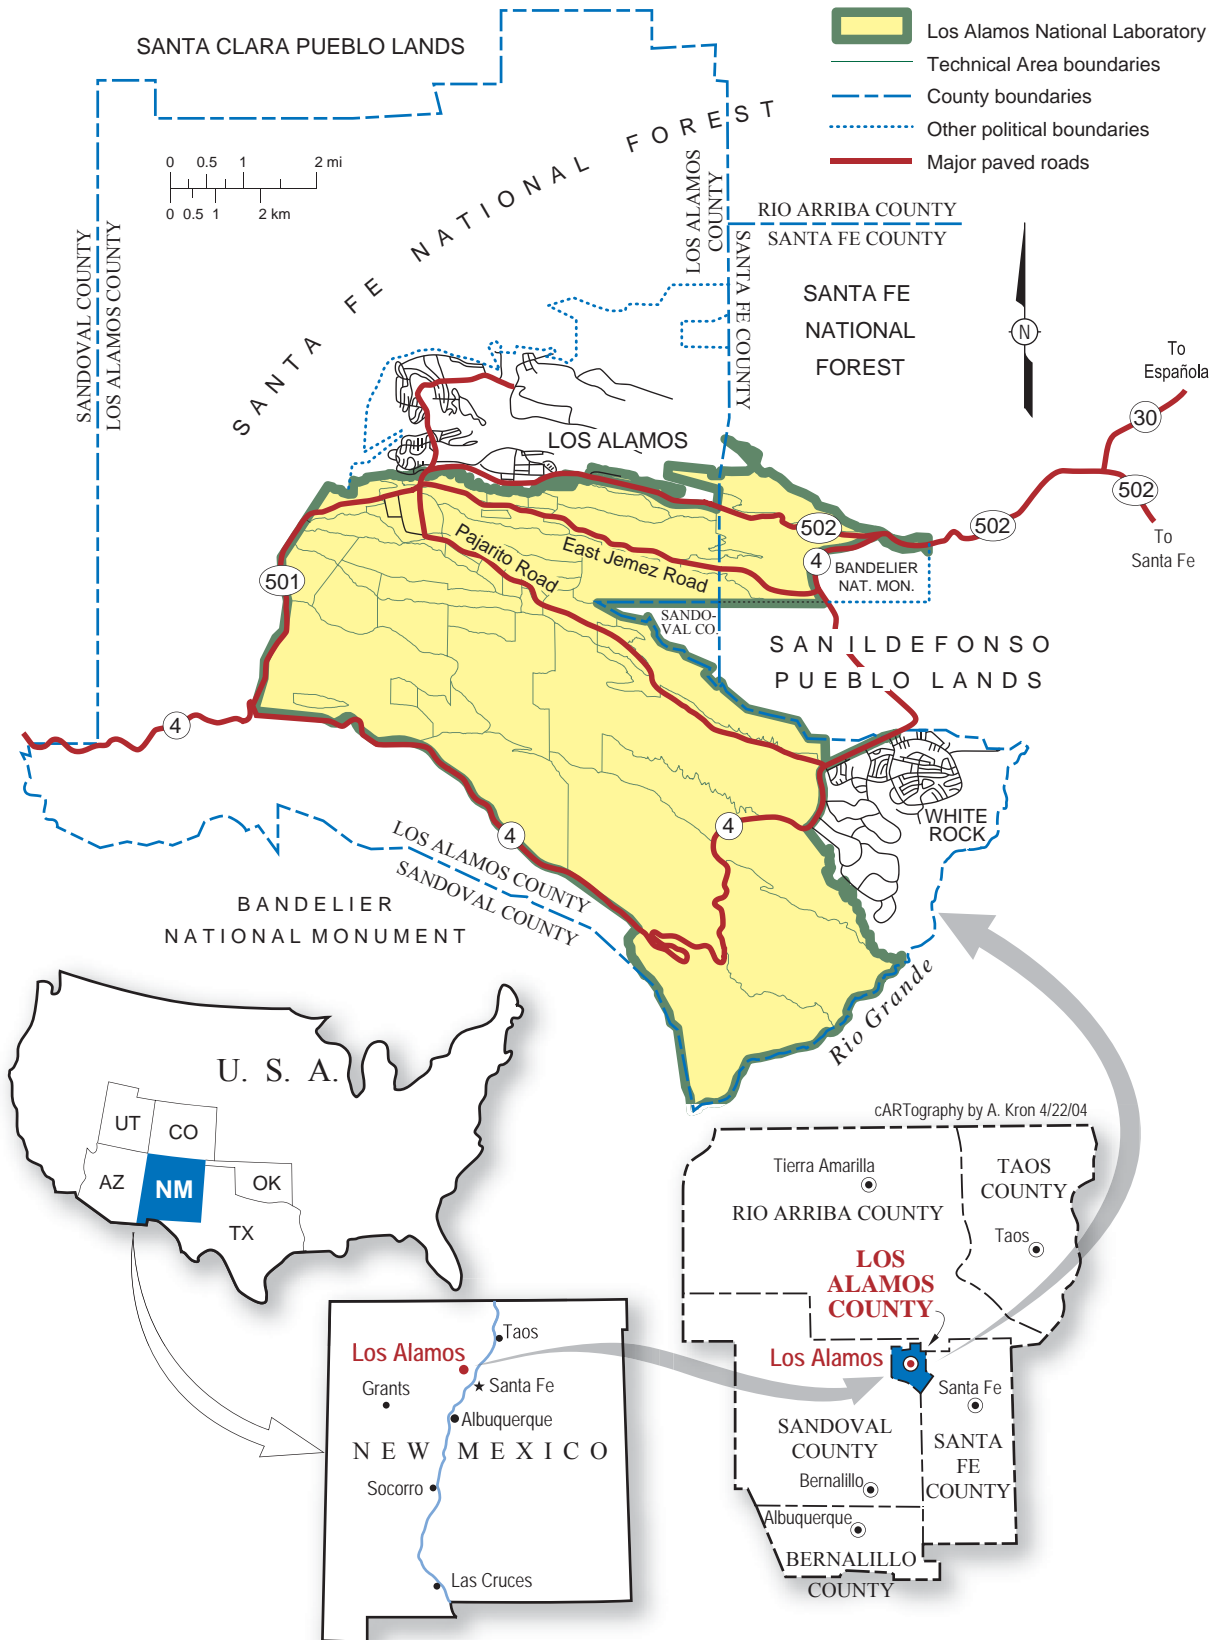 SANTA CLARA PUEBLO LANDS
Los Alamos National Laboratory
Technical Area boundaries
County boundaries
Other political boundaries
Major paved roads
0 0.5 1 2 mi
0 0.5 1 2 km
SANTA FE NATIONAL FOREST
SANDOVAL COUNTY
LOS ALAMOS COUNTY
LOS ALAMOS
COUNTY
SANTA FE COUNTY
RIO ARRIBA COUNTY
SANTA FE COUNTY
SANTA FE
NATIONAL
FOREST
N
To
Española
30
502
To
Santa Fe
LOS ALAMOS
502
502
4
BANDELIER
NAT. MON.
501
Pajarito Road
East Jemez Road
SANDO-
VAL CO.
SAN ILDEFONSO
PUEBLO LANDS
4
4
4
WHITE
ROCK
LOS ALAMOS COUNTY
SANDOVAL COUNTY
BANDELIER
NATIONAL MONUMENT
Rio Grande
U. S. A.
UT
CO
AZ
NM
OK
TX
cARTography by A. Kron 4/22/04
Tierra Amarilla
RIO ARRIBA COUNTY
TAOS
COUNTY
Taos
LOS
ALAMOS
COUNTY
Los Alamos
Santa Fe
SANDOVAL
COUNTY
SANTA
FE
COUNTY
Bernalillo
Albuquerque
BERNALILLO
COUNTY
Taos
Los Alamos
Grants
Santa Fe
Albuquerque
NEW MEXICO
Socorro
Las Cruces